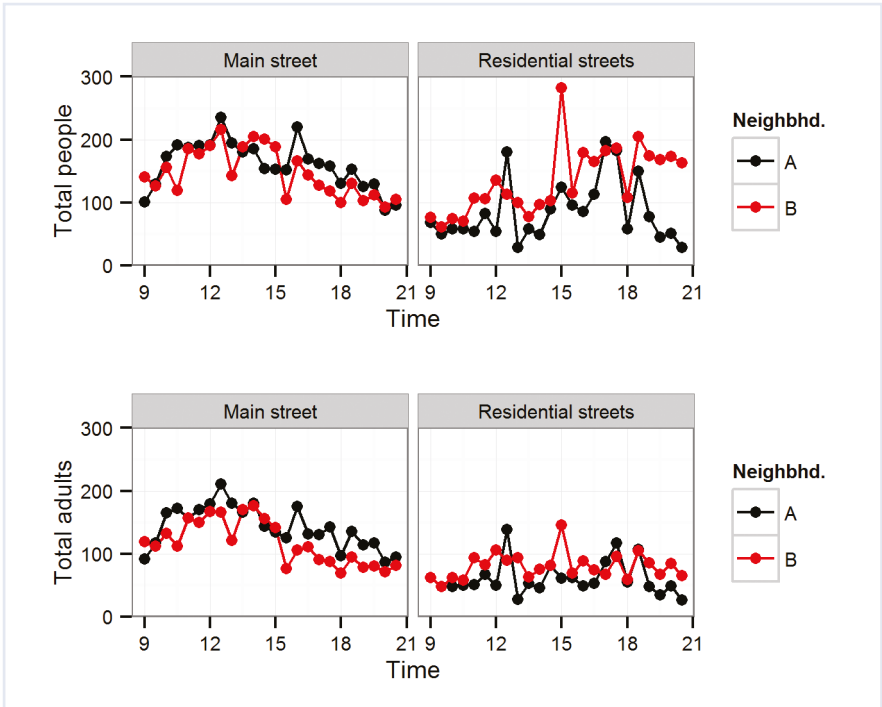 Main street
Residential streets
Total people
300
200
100
0
9 12 15 18 21
9 12 15 18 21
Time
Neighbhd.
A
B
Main street
Residential streets
Total adults
300
200
100
0
9 12 15 18 21
9 12 15 18 21
Time
Neighbhd.
A
B